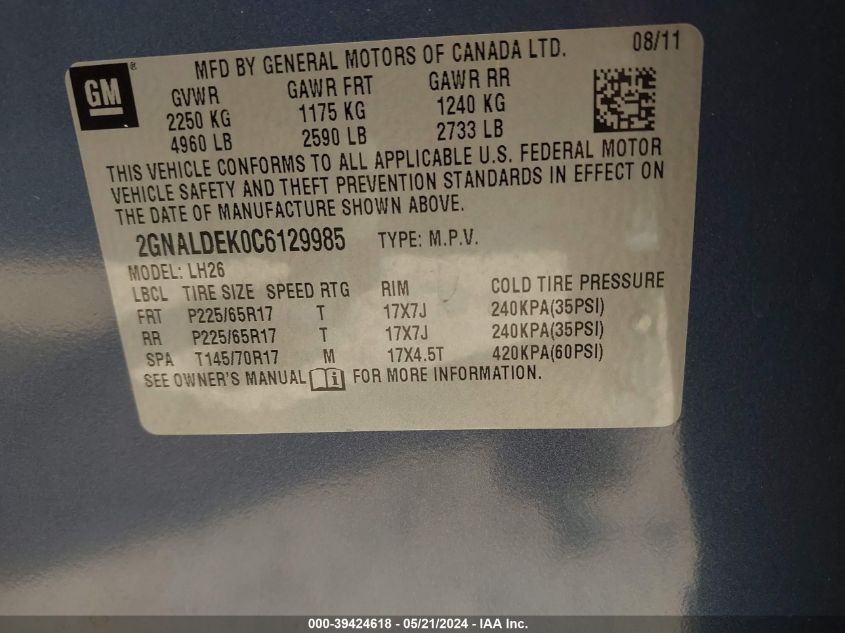 GM ®
MFD BY GENERAL MOTORS OF CANADA LTD. 08/11
GVWR GAWR FRT GAWR RR
2250 KG 1175 KG 1240 KG
4960 LB 2590 LB 2733 LB
THIS VEHICLE CONFORMS TO ALL APPLICABLE U.S. FEDERAL MOTOR
VEHICLE SAFETY AND THEFT PREVENTION STANDARDS IN EFFECT ON
THE DATE OF MANUFACTURE SHOWN ABOVE.
2GNALDEK0C6129985 TYPE: M.P.V.
MODEL: LH26
LBCL TIRE SIZE SPEED RTG RIM COLD TIRE PRESSURE
FRT P225/65R17 T 17X7J 240KPA(35PSI)
RR P225/65R17 T 17X7J 240KPA(35PSI)
SPA T145/70R17 M 17X4.5T 420KPA(60PSI)
SEE OWNER'S MANUAL FOR MORE INFORMATION.
000-39424618 - 05/21/2024 - IAA Inc.